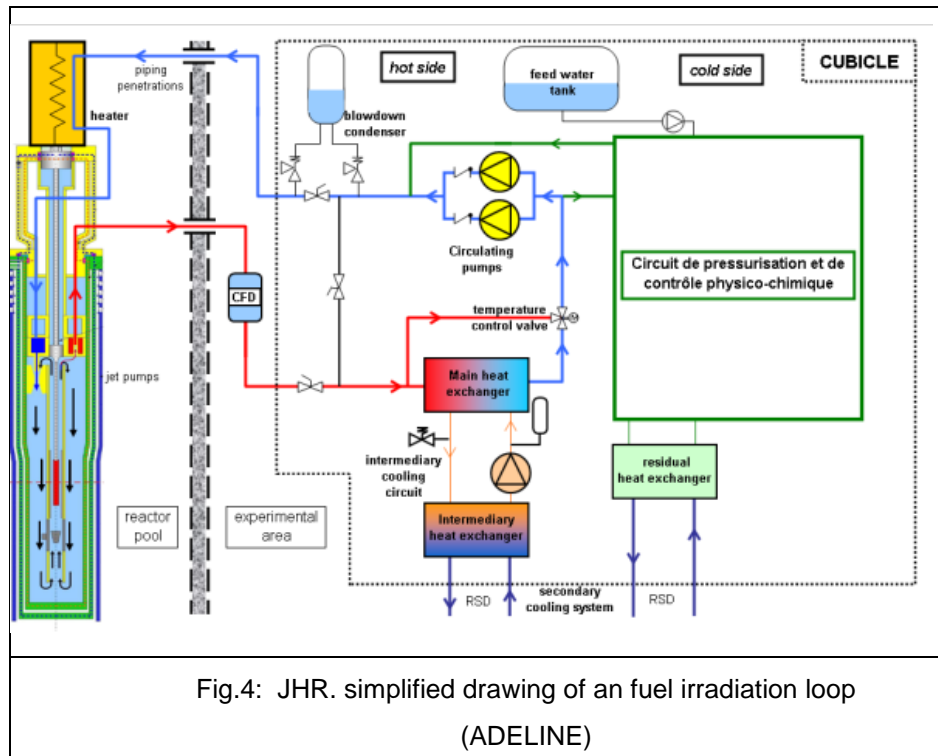 hot side
cold side
CUBICLE
piping
penetrations
heater
feed water
tank
blowdown
condenser
Circulating
pumps
Circuit de pressurisation et de
contrôle physico-chimique
CFD
temperature
control valve
jet pumps
Main heat
exchanger
intermediary
cooling
circuit
residual
heat exchanger
reactor
pool
experimental
area
Intermediary
heat exchanger
RSD
secondary
cooling system
RSD
Fig.4: JHR. simplified drawing of an fuel irradiation loop
(ADELINE)